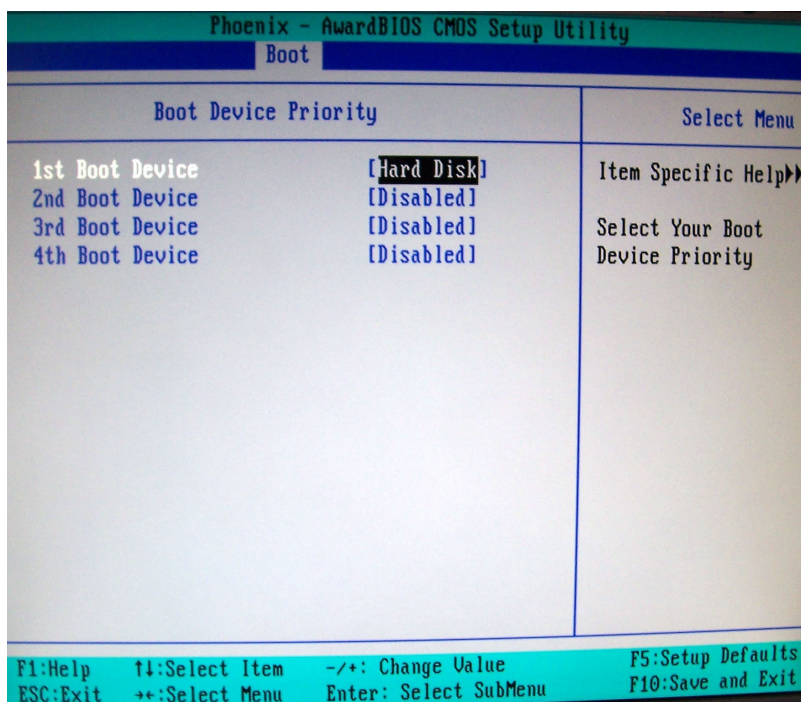 Phoenix - AwardBIOS CMOS Setup Utility
Boot
Boot Device Priority
Select Menu
1st Boot Device [Hard Disk]
2nd Boot Device [Disabled]
3rd Boot Device [Disabled]
4th Boot Device [Disabled]
Item Specific Help▶▶
Select Your Boot
Device Priority
F1:Help ↑↓:Select Item -/+: Change Value F5:Setup Defaults
ESC:Exit →←:Select Menu Enter: Select SubMenu F10:Save and Exit